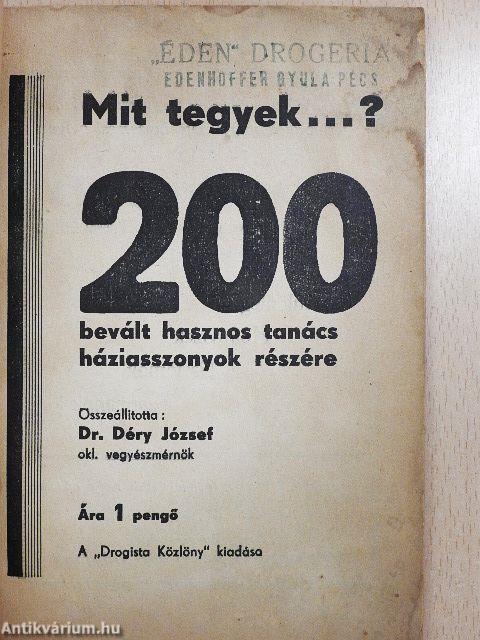 „ÉDEN" DROGERIA
EDENHOFFER GYULA PÉCS
Mit tegyek...?
200
bevált hasznos tanács
háziasszonyok részére
Összeállitotta :
Dr. Déry József
okl. vegyészmérnök
Ára 1 pengő
A „Drogista Közlöny" kiadása
Antikvárium.hu